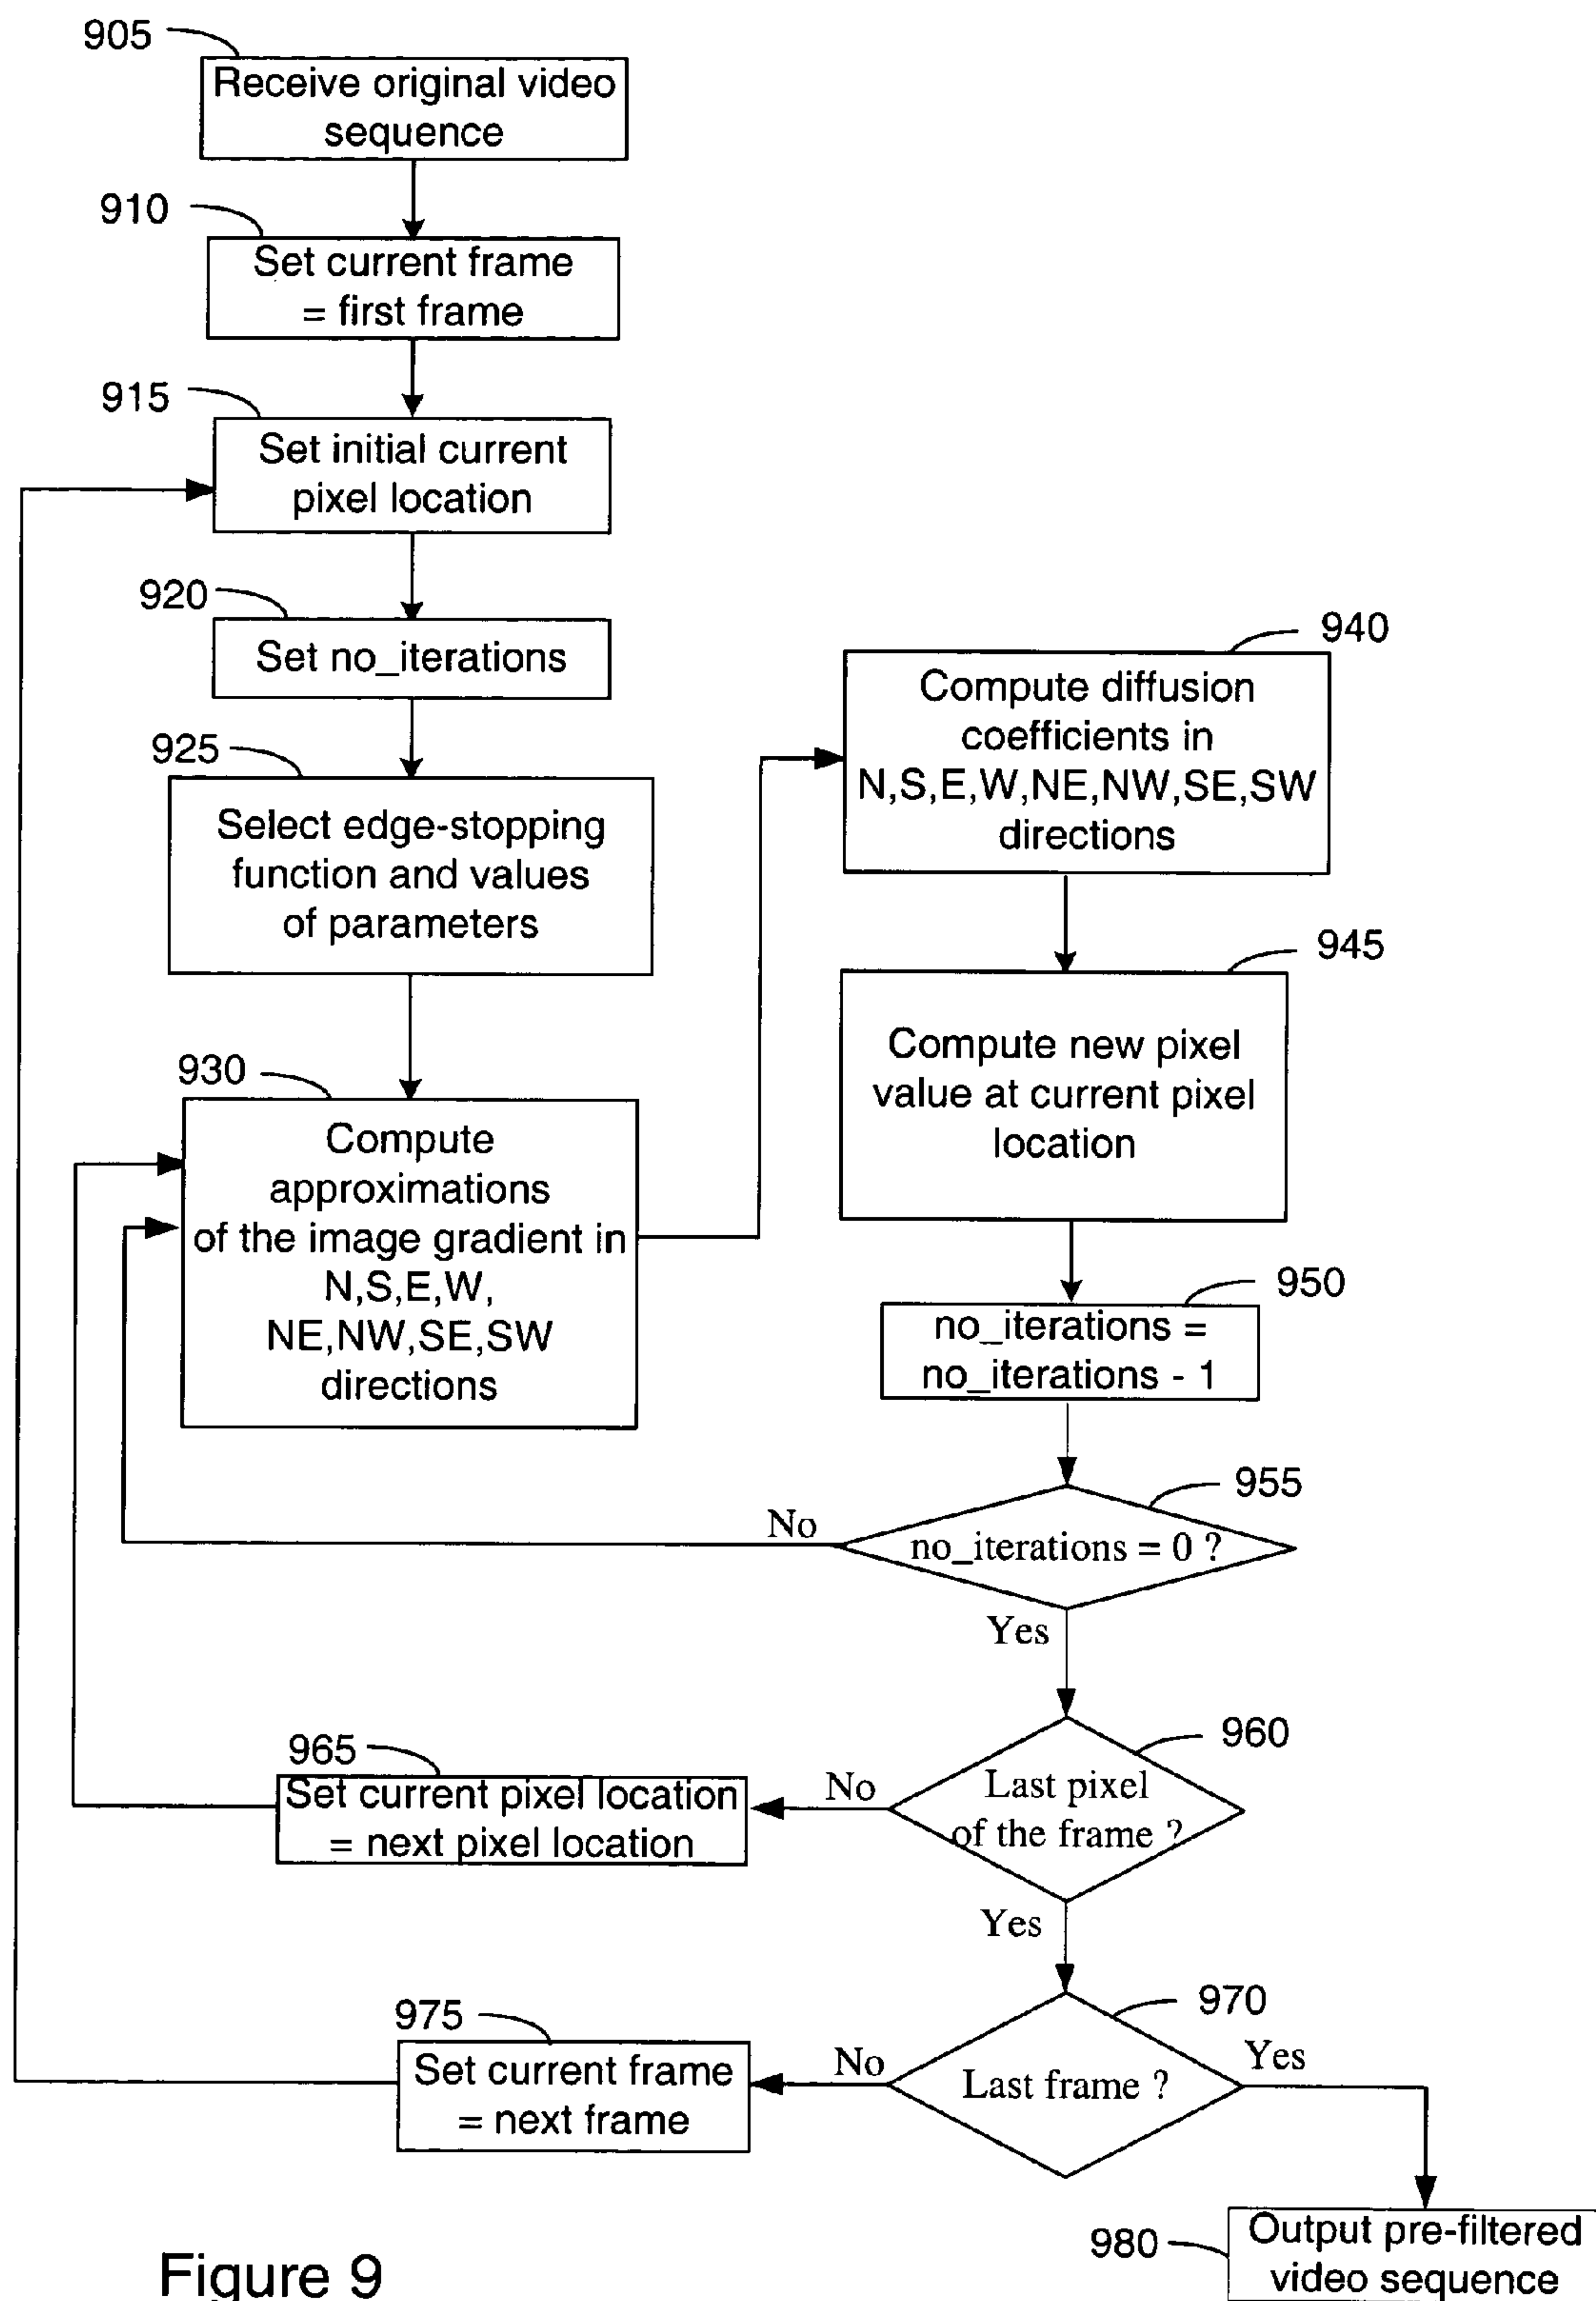 905
Receive original video
sequence
910
Set current frame
= first frame
915
Set initial current
pixel location
920
Set no_iterations
925
Select edge-stopping
function and values
of parameters
930
Compute
approximations
of the image gradient in
N,S,E,W,
NE,NW,SE,SW
directions
940
Compute diffusion
coefficients in
N,S,E,W,NE,NW,SE,SW
directions
945
Compute new pixel
value at current pixel
location
950
no_iterations =
no_iterations - 1
955
no_iterations = 0 ?
No
Yes
960
Last pixel
of the frame ?
No
965
Set current pixel location
= next pixel location
Yes
970
Last frame ?
No
Yes
975
Set current frame
= next frame
980
Output pre-filtered
video sequence
Figure 9